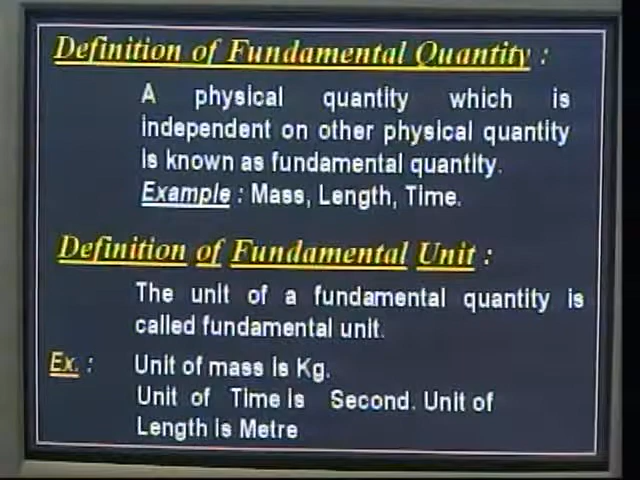 Definition of Fundamental Quantity :
A physical quantity which is
independent on other physical quantity
is known as fundamental quantity.
Example : Mass, Length, Time.
Definition of Fundamental Unit :
The unit of a fundamental quantity is
called fundamental unit.
Ex. : Unit of mass is Kg.
Unit of Time is Second. Unit of
Length is Metre